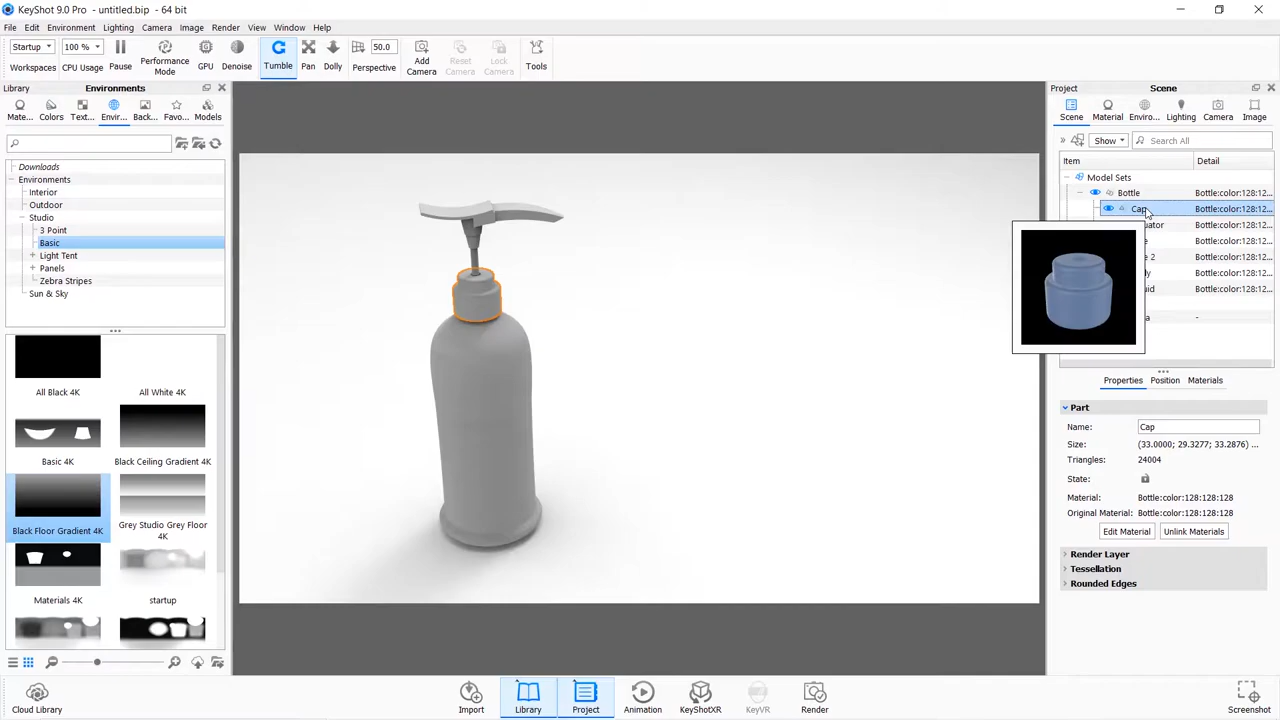 KeyShot 9.0 Pro - untitled.bip - 64 bit
File Edit Environment Lighting Camera Image Render View Window Help
Startup 100 % 50.0
Workspaces CPU Usage Pause Performance Mode GPU Denoise Tumble Pan Dolly Perspective Add Camera Reset Camera Lock Camera Tools
Library Environments
Mate... Colors Text... Envir... Back... Favo... Models
Downloads
Environments
Interior
Outdoor
Studio
3 Point
Basic
Light Tent
Panels
Zebra Stripes
Sun & Sky
All Black 4K All White 4K
Basic 4K Black Ceiling Gradient 4K
Black Floor Gradient 4K Grey Studio Grey Floor 4K
Materials 4K startup
Project Scene
Scene Material Enviro... Lighting Camera Image
Show Search All
Item Detail
Model Sets
Bottle Bottle:color:128:12...
Cap Bottle:color:128:12...
uator Bottle:color:128:12...
e Bottle:color:128:12...
e 2 Bottle:color:128:12...
dy Bottle:color:128:12...
uid Bottle:color:128:12...
a -
Properties Position Materials
Part
Name: Cap
Size: (33.0000; 29.3277; 33.2876) ...
Triangles: 24004
State:
Material: Bottle:color:128:128:128
Original Material: Bottle:color:128:128:128
Edit Material Unlink Materials
Render Layer
Tessellation
Rounded Edges
Cloud Library Import Library Project Animation KeyShotXR KeyVR Render Screenshot